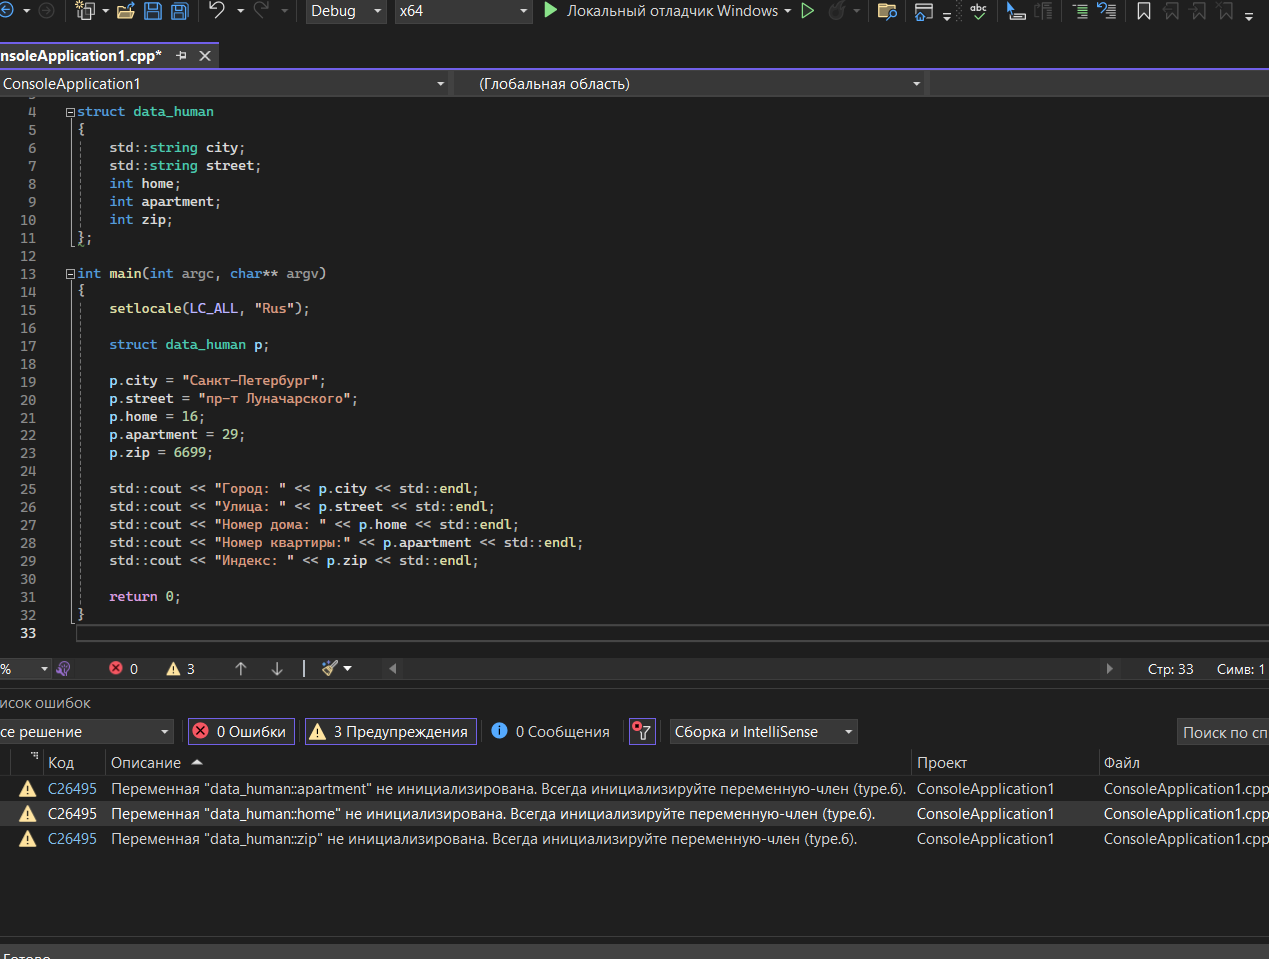 Debug x64 Локальный отладчик Windows abc
nsoleApplication1.cpp*
ConsoleApplication1 (Глобальная область)
4 struct data_human
5 {
6 std::string city;
7 std::string street;
8 int home;
9 int apartment;
10 int zip;
11 };
12
13 int main(int argc, char** argv)
14 {
15 setlocale(LC_ALL, "Rus");
16
17 struct data_human p;
18
19 p.city = "Санкт-Петербург";
20 p.street = "пр-т Луначарского";
21 p.home = 16;
22 p.apartment = 29;
23 p.zip = 6699;
24
25 std::cout << "Город: " << p.city << std::endl;
26 std::cout << "Улица: " << p.street << std::endl;
27 std::cout << "Номер дома: " << p.home << std::endl;
28 std::cout << "Номер квартиры:" << p.apartment << std::endl;
29 std::cout << "Индекс: " << p.zip << std::endl;
30
31 return 0;
32 }
33
% 0 3 Стр: 33 Симв: 1
исок ошибок
се решение 0 Ошибки 3 Предупреждения 0 Сообщения Сборка и IntelliSense Поиск по сп
Код Описание Проект Файл
C26495 Переменная "data_human::apartment" не инициализирована. Всегда инициализируйте переменную-член (type.6). ConsoleApplication1 ConsoleApplication1.cpp
C26495 Переменная "data_human::home" не инициализирована. Всегда инициализируйте переменную-член (type.6). ConsoleApplication1 ConsoleApplication1.cpp
C26495 Переменная "data_human::zip" не инициализирована. Всегда инициализируйте переменную-член (type.6). ConsoleApplication1 ConsoleApplication1.cpp
Готово